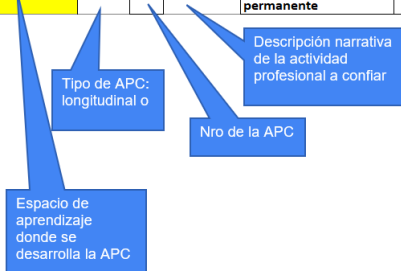 permanente
Descripción narrativa
de la actividad
profesional a confiar
Tipo de APC:
longitudinal o
Nro de la APC
Espacio de
aprendizaje
donde se
desarrolla la APC